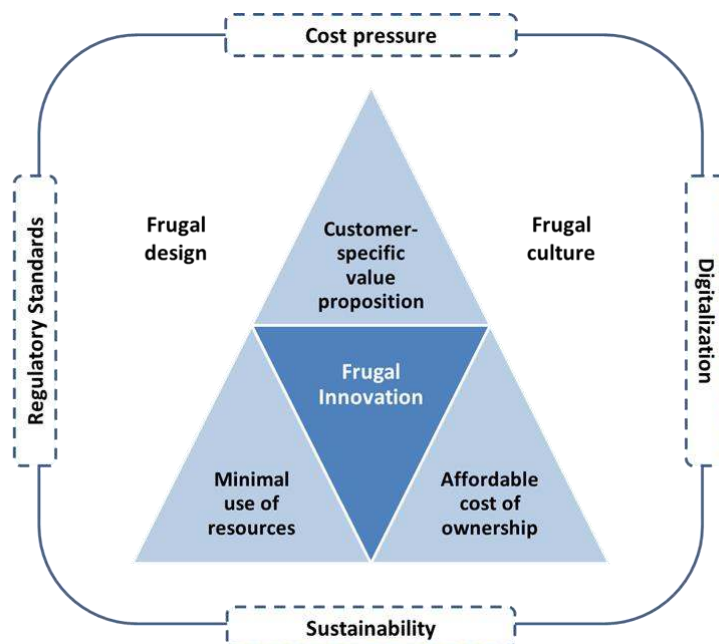 Cost pressure
Regulatory Standards
Frugal
design
Customer-
specific
value
proposition
Frugal
culture
Digitalization
Frugal
Innovation
Minimal
use of
resources
Affordable
cost of
ownership
Sustainability